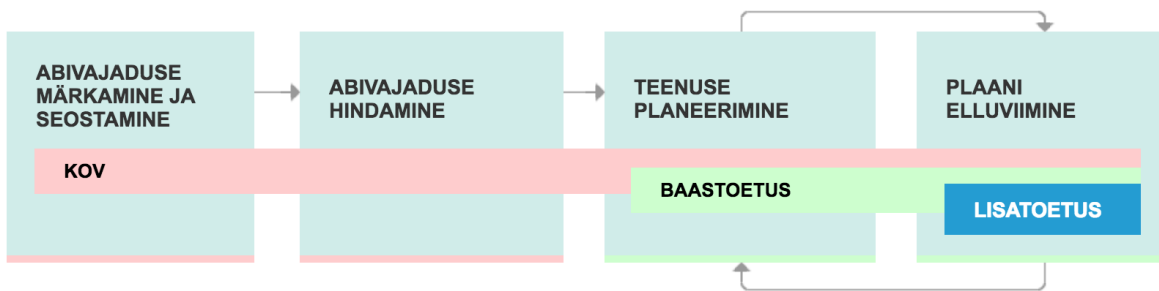 ABIVAJADUSE
MÄRKAMINE JA
SEOSTAMINE
ABIVAJADUSE
HINDAMINE
TEENUSE
PLANEERIMINE
PLAANI
ELLUVIIMINE
KOV
BAASTOETUS
LISATOETUS